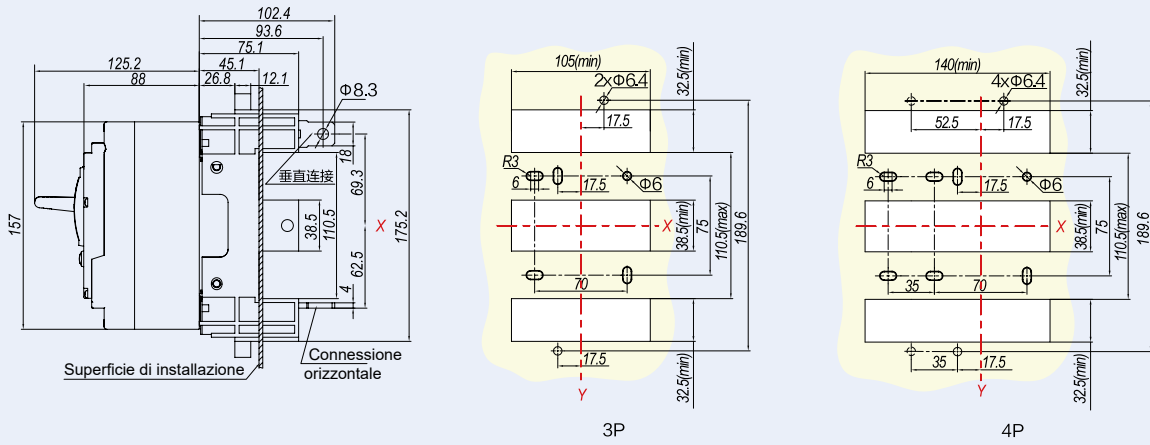 102.4
93.6
75.1
125.2
45.1
88
26.8
12.1
Φ8.3
157
18
垂直连接
69.3
38.5
110.5
X
175.2
62.5
4
Superficie di installazione
Connessione
orizzontale
105(min)
32.5(min)
2xΦ6.4
17.5
R3
6
17.5
Φ6
X
38.5(min)
75
110.5(max)
189.6
70
17.5
32.5(min)
Y
3P
140(min)
32.5(min)
4xΦ6.4
52.5
17.5
R3
6
17.5
Φ6
X
38.5(min)
75
110.5(max)
189.6
35
70
35
17.5
32.5(min)
Y
4P